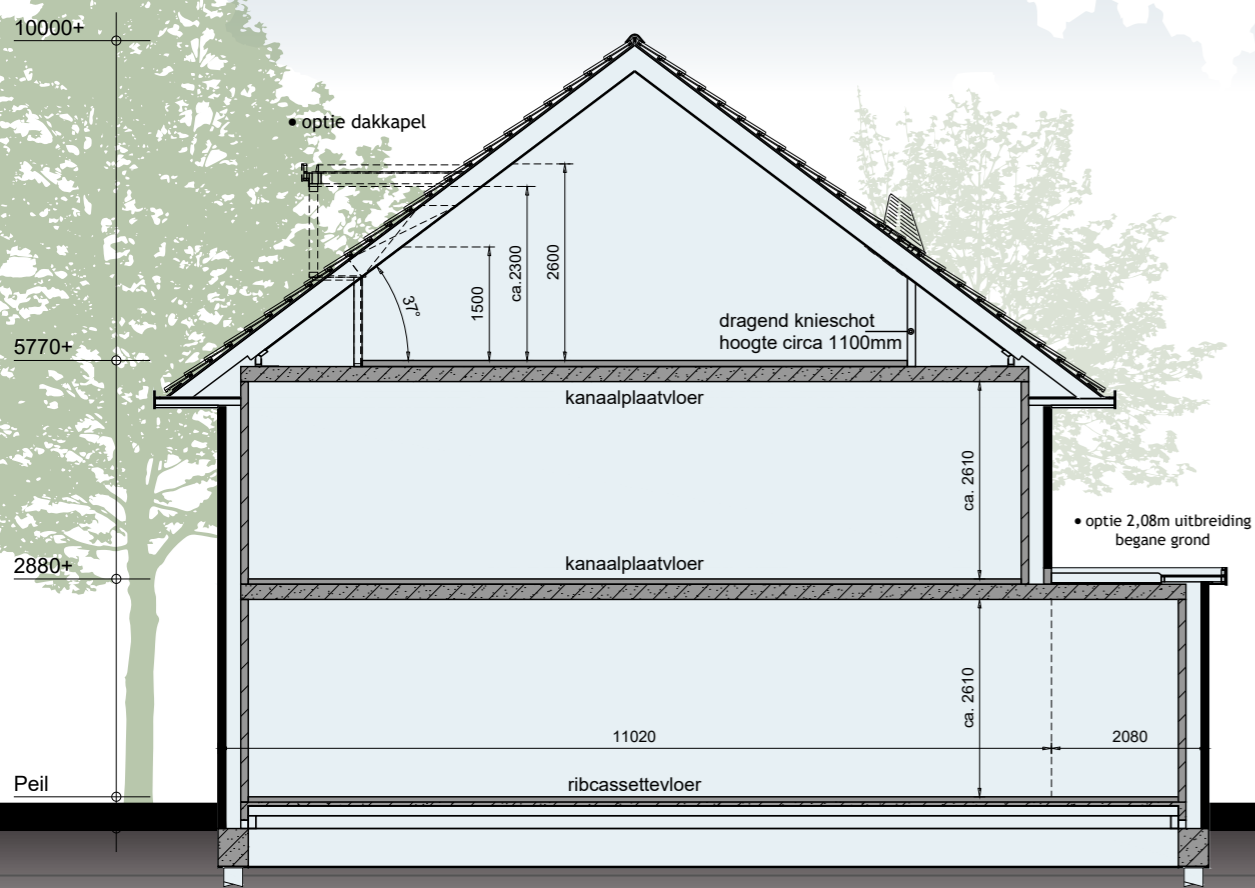 10000+
• optie dakkapel
37°
1500
ca.2300
2600
dragend knieschot
hoogte circa 1100mm
5770+
kanaalplaatvloer
ca. 2610
• optie 2,08m uitbreiding
begane grond
kanaalplaatvloer
2880+
ca. 2610
11020
2080
Peil
ribcassettevloer